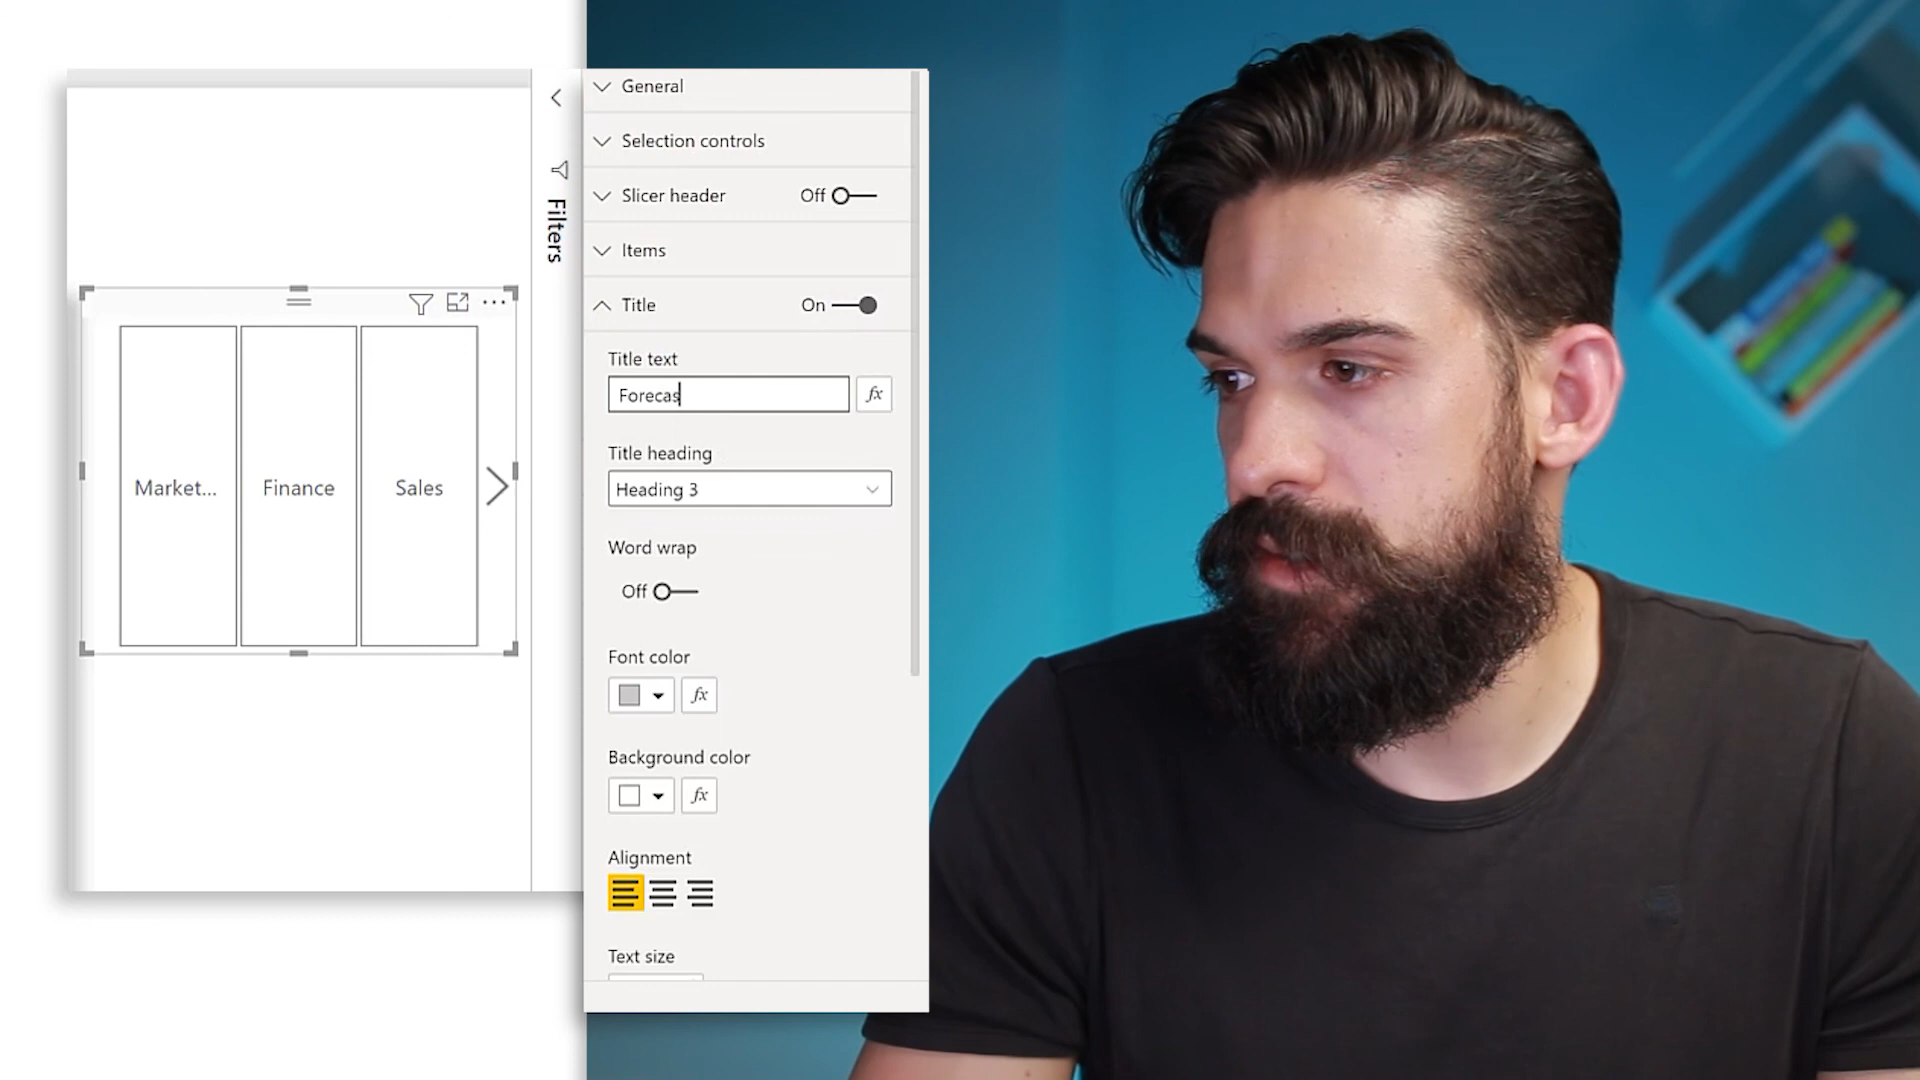 General
Selection controls
Slicer header Off
Items
Title On
Title text
Forecas
fx
Title heading
Heading 3
Word wrap
Off
Font color
fx
Background color
fx
Alignment
Text size
Filters
Market...
Finance
Sales